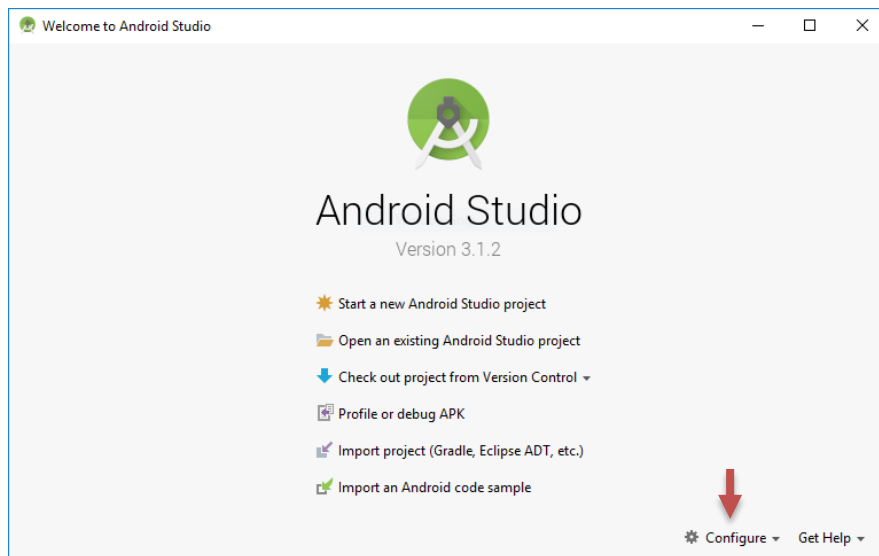 Welcome to Android Studio
Android Studio
Version 3.1.2
Start a new Android Studio project
Open an existing Android Studio project
Check out project from Version Control
Profile or debug APK
Import project (Gradle, Eclipse ADT, etc.)
Import an Android code sample
Configure Get Help